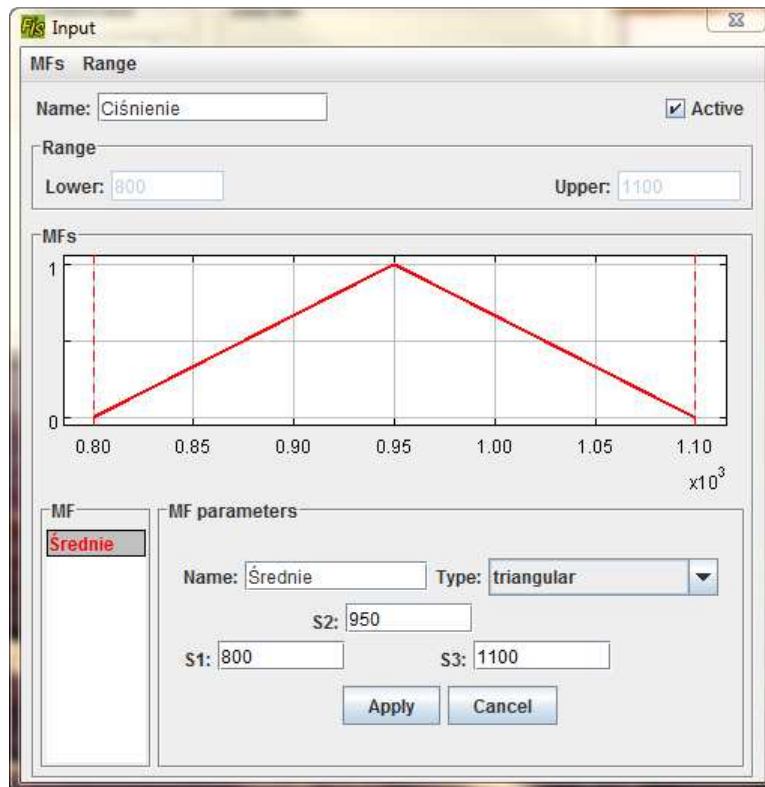 Fis Input
MFs Range
Name: Ciśnienie Active
Range
Lower: 800 Upper: 1100
MFs
1
0
0.80 0.85 0.90 0.95 1.00 1.05 1.10
x10³
MF
Średnie
MF parameters
Name: Średnie Type: triangular
S2: 950
S1: 800 S3: 1100
Apply Cancel